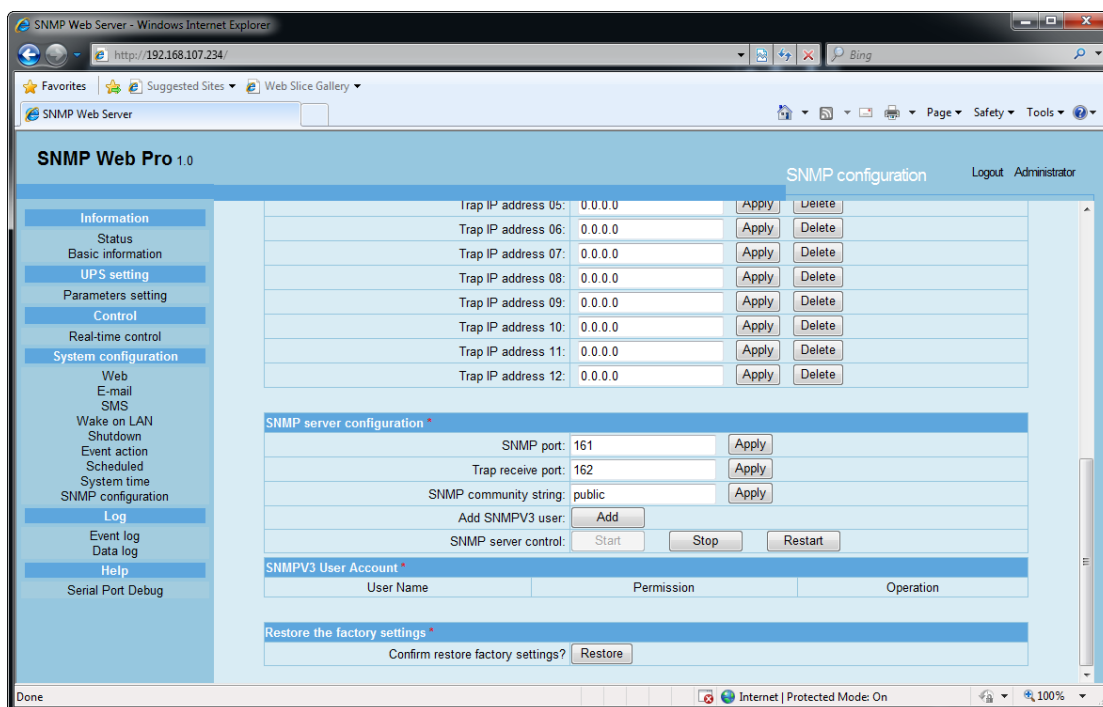 SNMP Web Server - Windows Internet Explorer
http://192.168.107.234/
Bing
Favorites Suggested Sites Web Slice Gallery
SNMP Web Server
Page Safety Tools
SNMP Web Pro 1.0
SNMP configuration
Logout Administrator
Information
Status
Basic information
UPS setting
Parameters setting
Control
Real-time control
System configuration
Web
E-mail
SMS
Wake on LAN
Shutdown
Event action
Scheduled
System time
SNMP configuration
Log
Event log
Data log
Help
Serial Port Debug
Trap IP address 05: 0.0.0.0 Apply Delete
Trap IP address 06: 0.0.0.0 Apply Delete
Trap IP address 07: 0.0.0.0 Apply Delete
Trap IP address 08: 0.0.0.0 Apply Delete
Trap IP address 09: 0.0.0.0 Apply Delete
Trap IP address 10: 0.0.0.0 Apply Delete
Trap IP address 11: 0.0.0.0 Apply Delete
Trap IP address 12: 0.0.0.0 Apply Delete
SNMP server configuration *
SNMP port: 161 Apply
Trap receive port: 162 Apply
SNMP community string: public Apply
Add SNMPV3 user: Add
SNMP server control: Start Stop Restart
SNMPV3 User Account *
User Name Permission Operation
Restore the factory settings *
Confirm restore factory settings? Restore
Done Internet | Protected Mode: On 100%